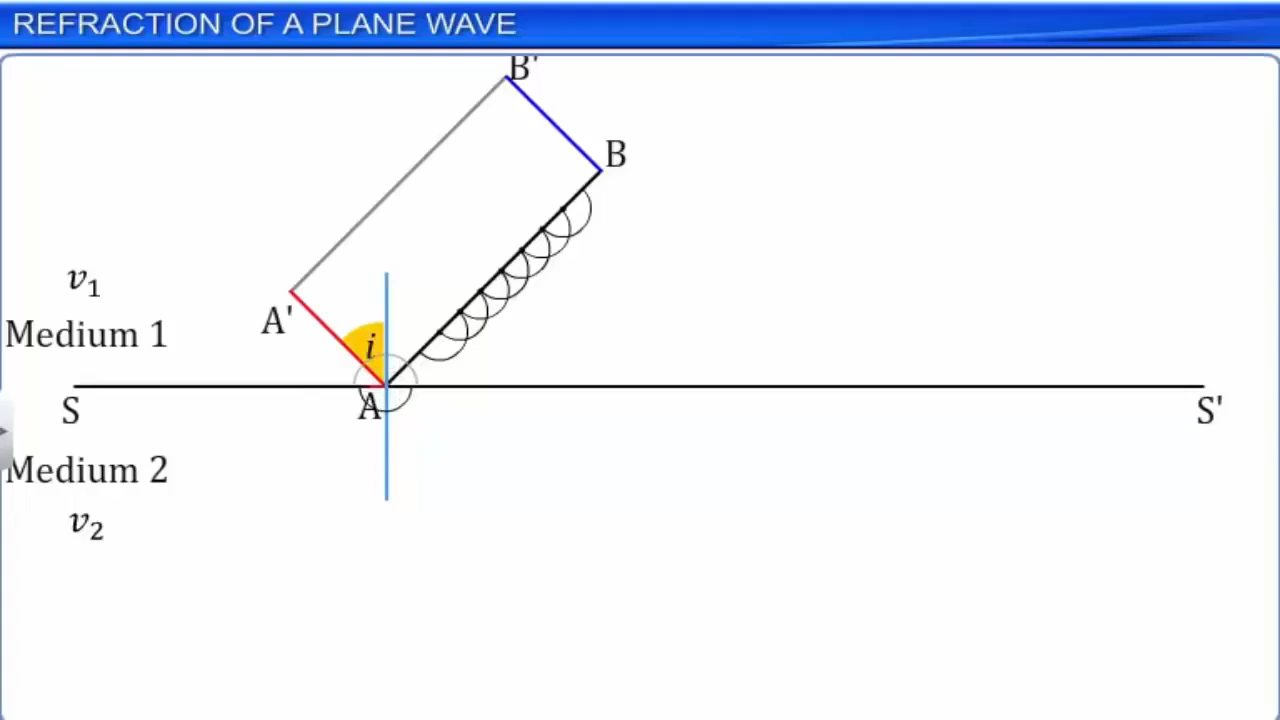 REFRACTION OF A PLANE WAVE
B'
B
v₁
A'
i
Medium 1
A
S
S'
Medium 2
v₂